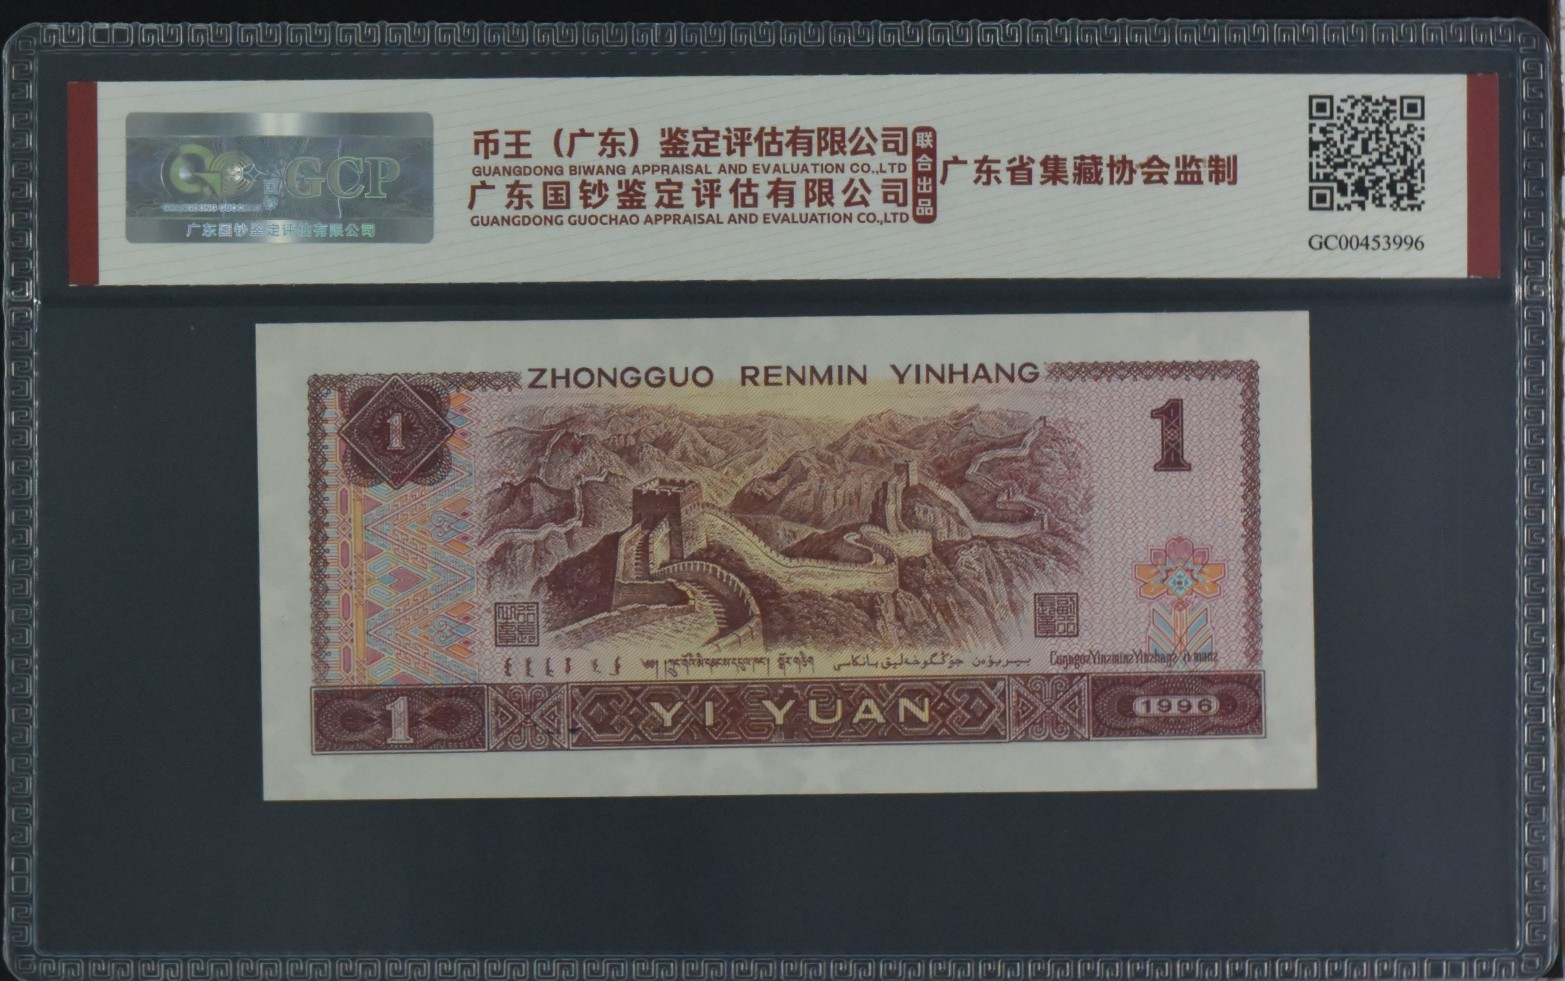 GCP
广东国钞鉴定评估有限公司
币王（广东）鉴定评估有限公司
GUANGDONG BIWANG APPRAISAL AND EVALUATION CO.,LTD
广东国钞鉴定评估有限公司
GUANGDONG GUOCHAO APPRAISAL AND EVALUATION CO.,LTD
联合出品
广东省集藏协会监制
GC00453996
ZHONGGUO RENMIN YINHANG
1
1
1
YI YUAN
1996